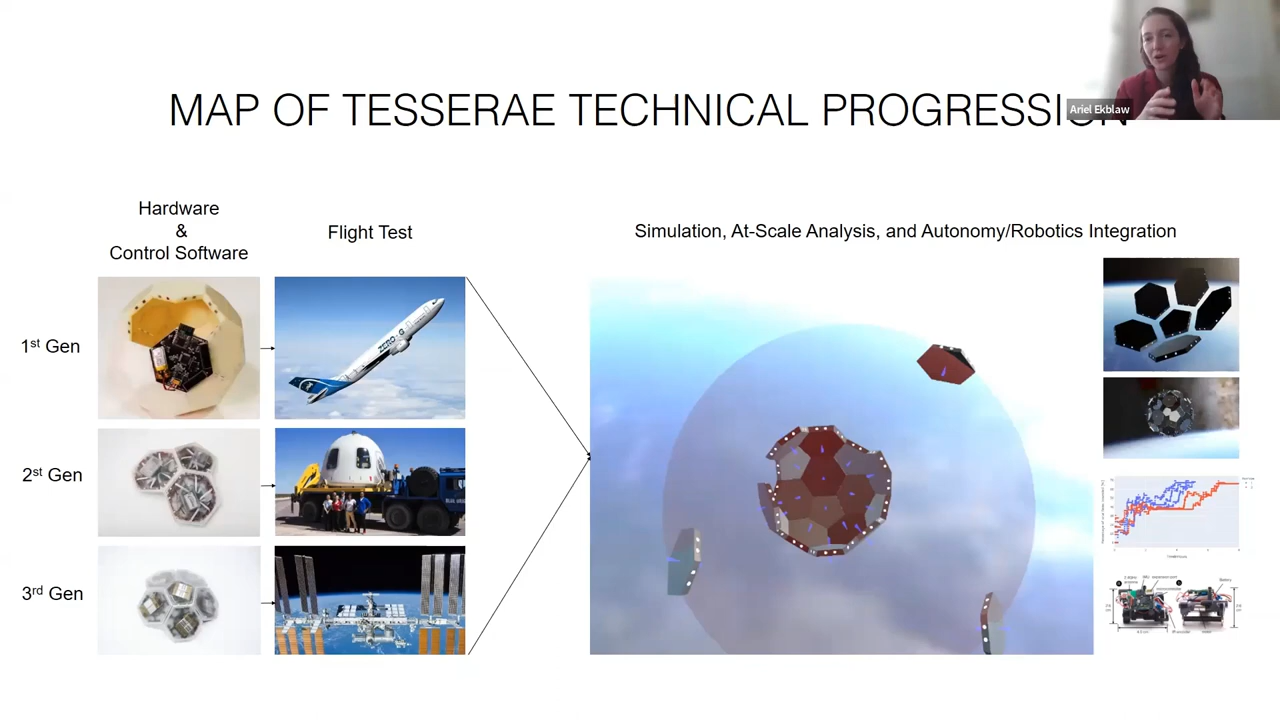 Ariel Ekblaw
MAP OF TESSERAE TECHNICAL PROGRESSION
Hardware
&
Control Software
Flight Test
Simulation, At-Scale Analysis, and Autonomy/Robotics Integration
1st Gen
ZERO-G
2st Gen
3rd Gen